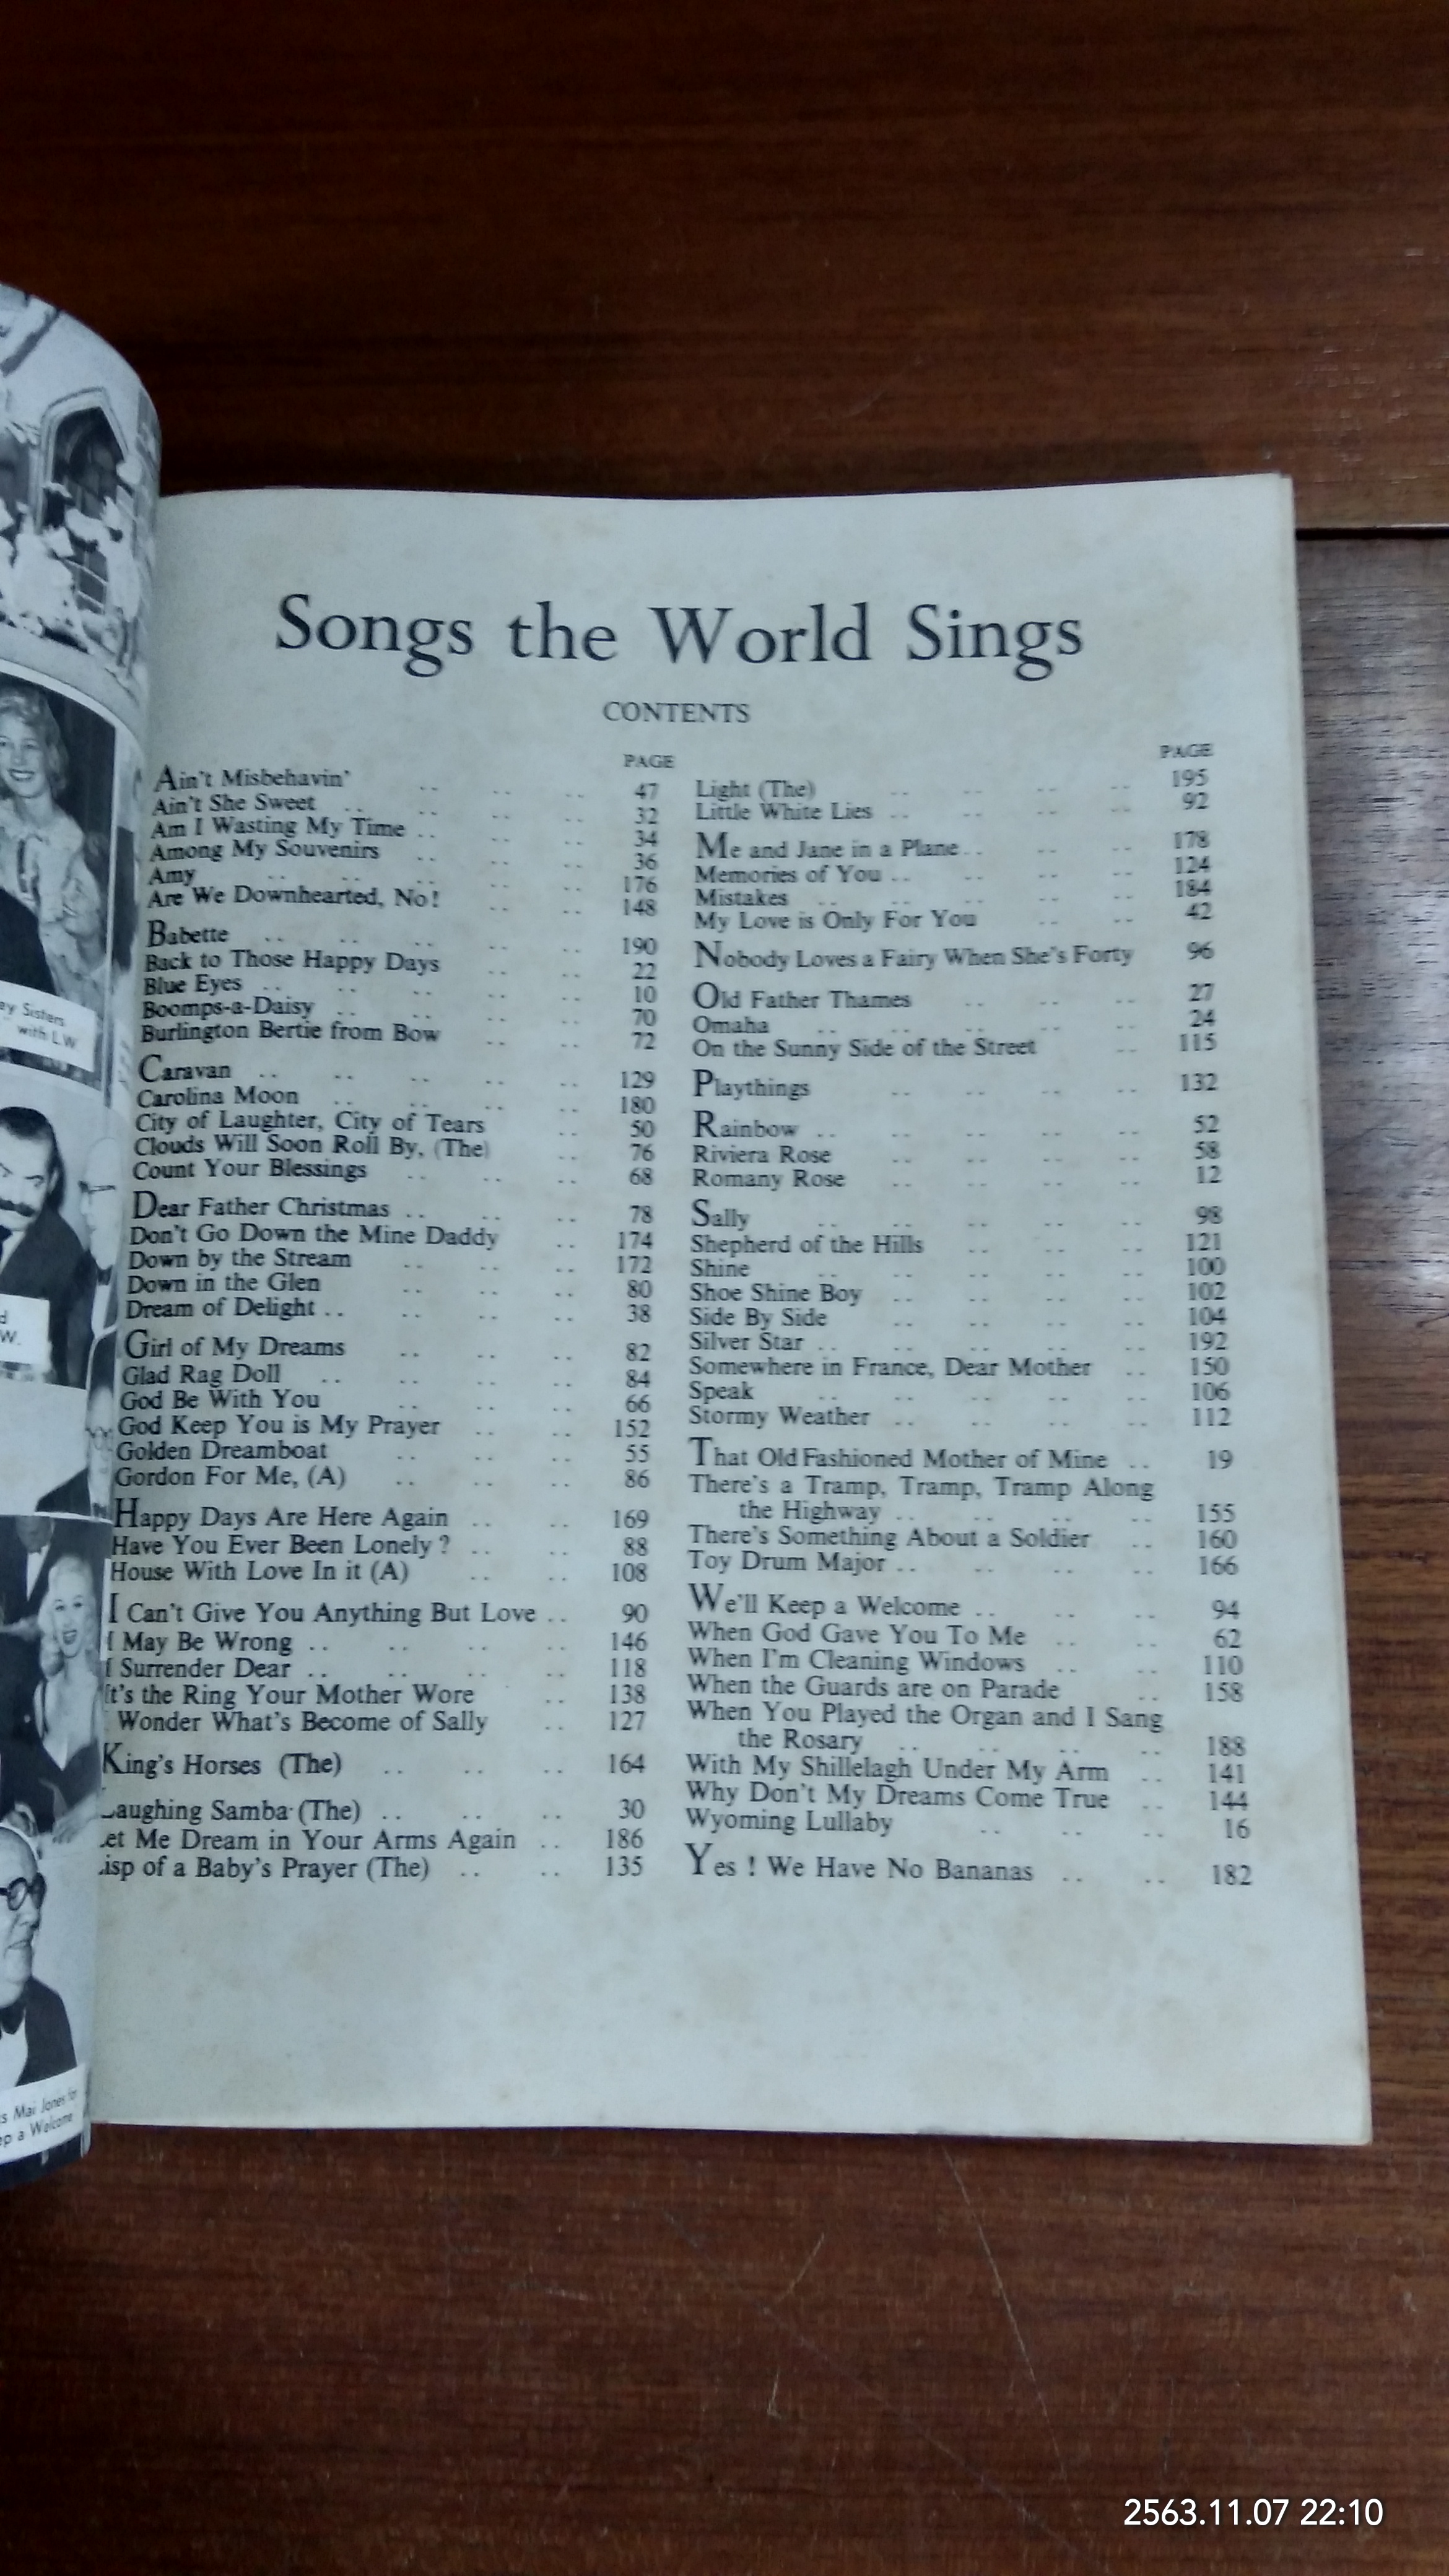 Songs the World Sings
CONTENTS
PAGE
Ain't Misbehavin' .. .. .. 47
Ain't She Sweet .. .. .. .. 32
Am I Wasting My Time .. .. .. 34
Among My Souvenirs .. .. .. 36
Amy .. .. .. .. .. 176
Are We Downhearted, No! .. .. 148
Babette .. .. .. .. .. 190
Back to Those Happy Days .. .. 22
Blue Eyes .. .. .. .. .. 10
Boomps-a-Daisy .. .. .. .. 70
Burlington Bertie from Bow .. .. 72
Caravan .. .. .. .. .. 129
Carolina Moon .. .. .. .. 180
City of Laughter, City of Tears .. 50
Clouds Will Soon Roll By, (The) .. 76
Count Your Blessings .. .. .. 68
Dear Father Christmas .. .. .. 78
Don't Go Down the Mine Daddy .. 174
Down by the Stream .. .. .. 172
Down in the Glen .. .. .. 80
Dream of Delight .. .. .. .. 38
Girl of My Dreams .. .. .. 82
Glad Rag Doll .. .. .. .. 84
God Be With You .. .. .. 66
God Keep You is My Prayer .. .. 152
Golden Dreamboat .. .. .. 55
Gordon For Me, (A) .. .. .. 86
Happy Days Are Here Again .. .. 169
Have You Ever Been Lonely ? .. .. 88
House With Love In it (A) .. .. 108
I Can't Give You Anything But Love .. 90
I May Be Wrong .. .. .. .. 146
I Surrender Dear .. .. .. .. 118
It's the Ring Your Mother Wore .. 138
Wonder What's Become of Sally .. 127
King's Horses (The) .. .. .. 164
Laughing Samba (The) .. .. .. 30
Let Me Dream in Your Arms Again .. 186
Lisp of a Baby's Prayer (The) .. .. 135
PAGE
Light (The) .. .. .. .. 195
Little White Lies .. .. .. .. 92
Me and Jane in a Plane .. .. .. 178
Memories of You .. .. .. .. 124
Mistakes .. .. .. .. .. 184
My Love is Only For You .. .. 42
Nobody Loves a Fairy When She's Forty 96
Old Father Thames .. .. .. 27
Omaha .. .. .. .. .. 24
On the Sunny Side of the Street .. 115
Playthings .. .. .. .. 132
Rainbow .. .. .. .. .. 52
Riviera Rose .. .. .. .. 58
Romany Rose .. .. .. .. 12
Sally .. .. .. .. .. 98
Shepherd of the Hills .. .. .. 121
Shine .. .. .. .. .. 100
Shoe Shine Boy .. .. .. .. 102
Side By Side .. .. .. .. 104
Silver Star .. .. .. .. .. 192
Somewhere in France, Dear Mother .. 150
Speak .. .. .. .. .. 106
Stormy Weather .. .. .. .. 112
That Old Fashioned Mother of Mine .. 19
There's a Tramp, Tramp, Tramp Along
the Highway .. .. .. .. 155
There's Something About a Soldier .. 160
Toy Drum Major .. .. .. .. 166
We'll Keep a Welcome .. .. .. 94
When God Gave You To Me .. .. 62
When I'm Cleaning Windows .. .. 110
When the Guards are on Parade .. 158
When You Played the Organ and I Sang
the Rosary .. .. .. .. 188
With My Shillelagh Under My Arm .. 141
Why Don't My Dreams Come True .. 144
Wyoming Lullaby .. .. .. 16
Yes ! We Have No Bananas .. .. 182
ey Sisters
with L.W
d
W.
s Mai Jones for
ep a Welcome
2563.11.07 22:10